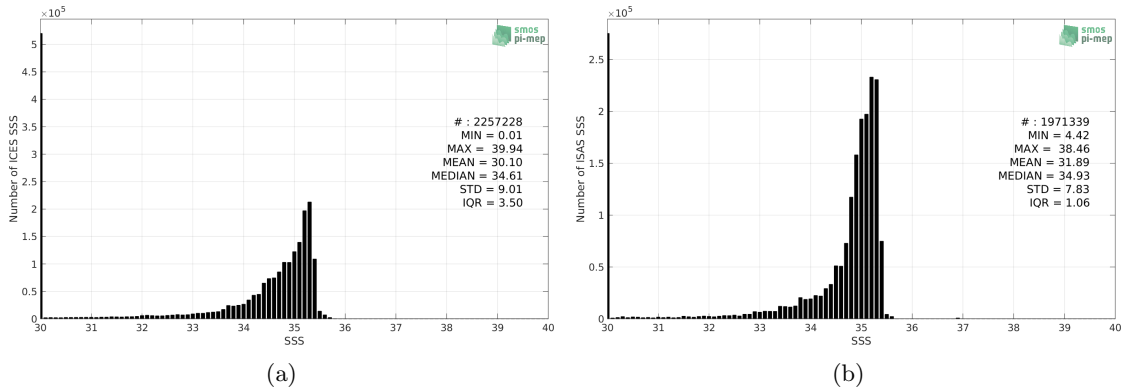 ×10⁵
smos
pi-mep
5
4.5
4
3.5
3
2.5
2
1.5
1
0.5
0
Number of ICES SSS
# : 2257228
MIN = 0.01
MAX = 39.94
MEAN = 30.10
MEDIAN = 34.61
STD = 9.01
IQR = 3.50
30 31 32 33 34 35 36 37 38 39 40
SSS
(a)
×10⁵
smos
pi-mep
2.5
2
1.5
1
0.5
0
Number of ISAS SSS
# : 1971339
MIN = 4.42
MAX = 38.46
MEAN = 31.89
MEDIAN = 34.93
STD = 7.83
IQR = 1.06
30 31 32 33 34 35 36 37 38 39 40
SSS
(b)